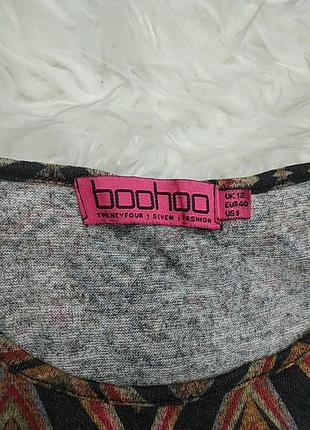 boohoo
TWENTYFOUR | SEVEN | FASHION
UK 12
EUR 40
US 8